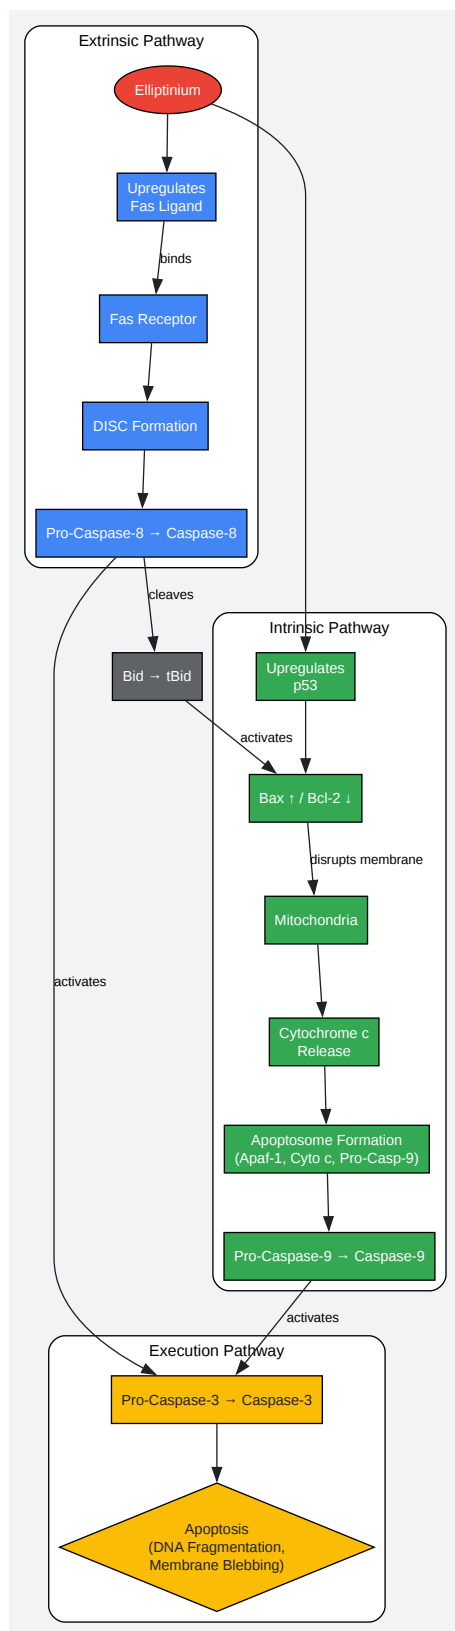 Extrinsic Pathway
Elliptinium
Upregulates
Fas Ligand
binds
Fas Receptor
DISC Formation
Pro-Caspase-8 → Caspase-8
cleaves
Intrinsic Pathway
Bid → tBid
Upregulates
p53
activates
Bax ↑ / Bcl-2 ↓
disrupts membrane
Mitochondria
activates
Cytochrome c
Release
Apoptosome Formation
(Apaf-1, Cyto c, Pro-Casp-9)
Pro-Caspase-9 → Caspase-9
activates
Execution Pathway
Pro-Caspase-3 → Caspase-3
Apoptosis
(DNA Fragmentation,
Membrane Blebbing)